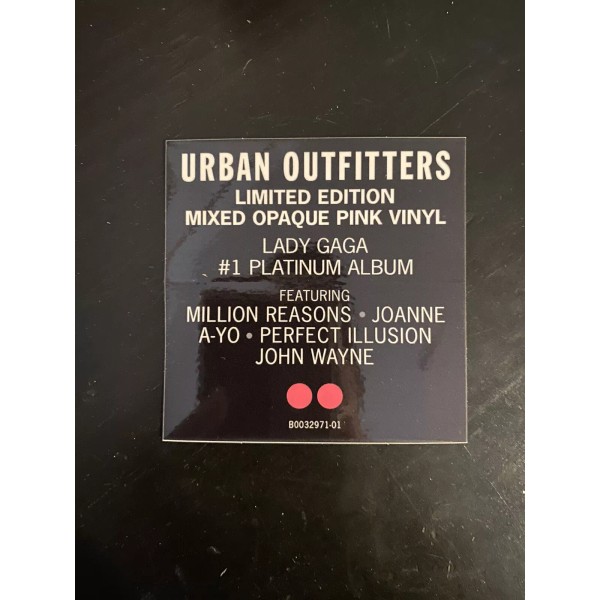 URBAN OUTFITTERS
LIMITED EDITION
MIXED OPAQUE PINK VINYL
LADY GAGA
#1 PLATINUM ALBUM
FEATURING
MILLION REASONS • JOANNE
A-YO • PERFECT ILLUSION
JOHN WAYNE
B0032971-01